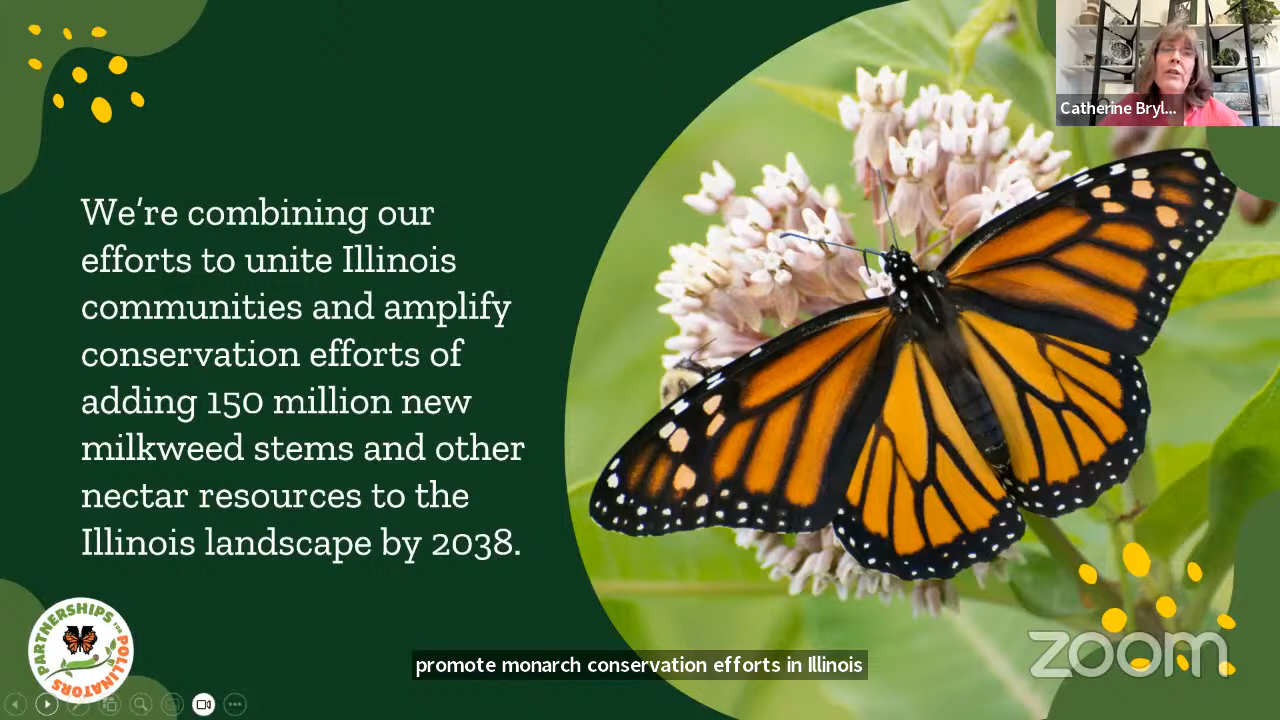 Catherine Bryl...
We're combining our
efforts to unite Illinois
communities and amplify
conservation efforts of
adding 150 million new
milkweed stems and other
nectar resources to the
Illinois landscape by 2038.
PARTNERSHIPS FOR
POLLINATORS
promote monarch conservation efforts in Illinois
zoom